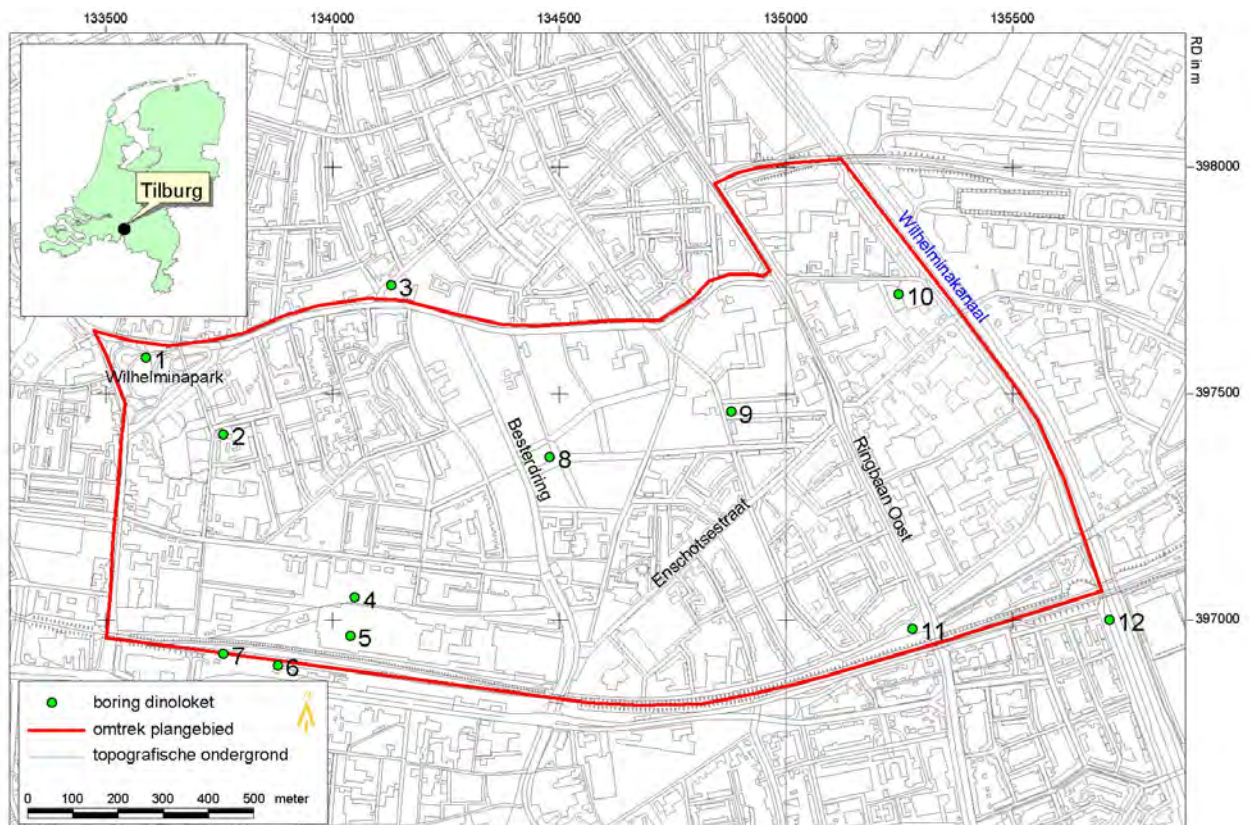 133500
134000
134500
135000
135500
RD in m
398000
397500
397000
Tilburg
Wilhelminakanaal
3
10
1
Wilhelminapark
2
9
Besterdring
8
Ringbaan Oost
Enschotsestraat
4
5
7
6
11
12
boring dinoloket
omtrek plangebied
topografische ondergrond
0 100 200 300 400 500 meter